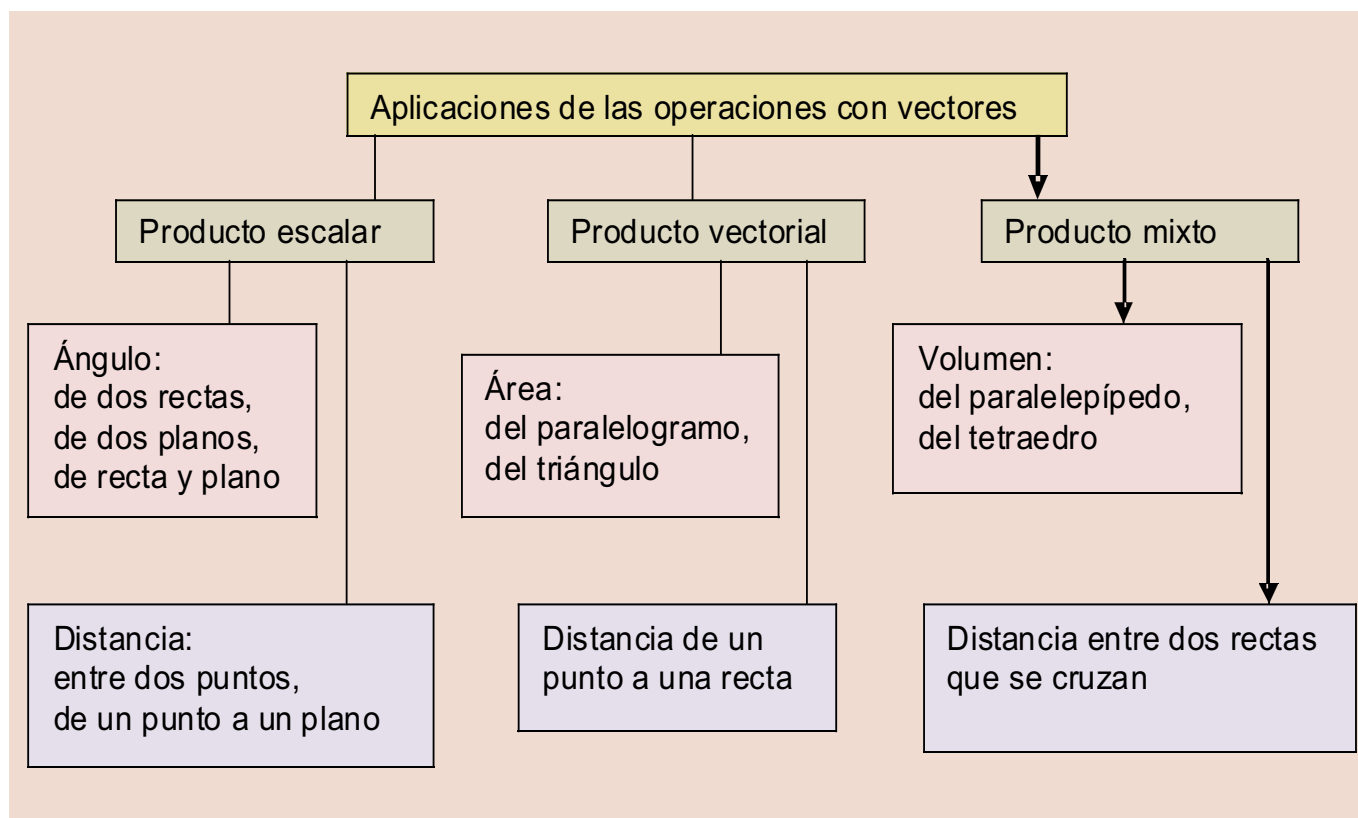 Aplicaciones de las operaciones con vectores
Producto escalar
Producto vectorial
Producto mixto
Ángulo:
de dos rectas,
de dos planos,
de recta y plano
Área:
del paralelogramo,
del triángulo
Volumen:
del paralelepípedo,
del tetraedro
Distancia:
entre dos puntos,
de un punto a un plano
Distancia de un
punto a una recta
Distancia entre dos rectas
que se cruzan